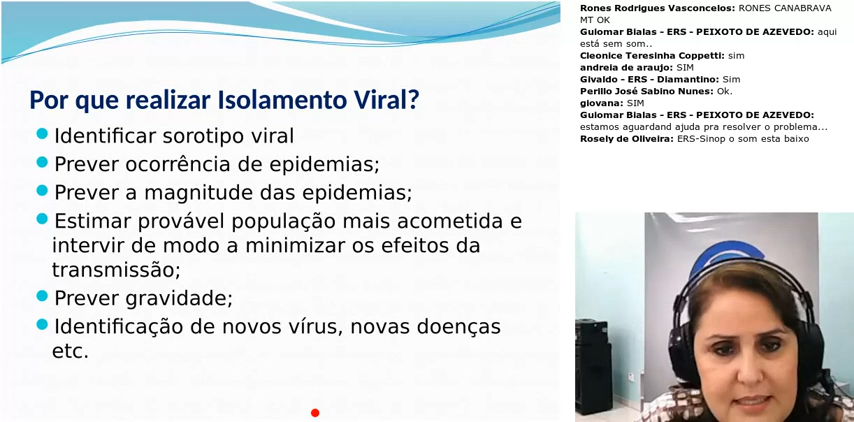 Por que realizar Isolamento Viral?
Identificar sorotipo viral
Prever ocorrência de epidemias;
Prever a magnitude das epidemias;
Estimar provável população mais acometida e
intervir de modo a minimizar os efeitos da
transmissão;
Prever gravidade;
Identificação de novos vírus, novas doenças
etc.
Rones Rodrigues Vasconcelos: RONES CANABRAVA
MT OK
Guiomar Bialas - ERS - PEIXOTO DE AZEVEDO: aqui
está sem som..
Cleonice Teresinha Coppetti: sim
andreia de araujo: SIM
Givaldo - ERS - Diamantino: Sim
Perillo José Sabino Nunes: Ok.
giovana: SIM
Guiomar Bialas - ERS - PEIXOTO DE AZEVEDO:
estamos aguardand ajuda pra resolver o problema...
Rosely de Oliveira: ERS-Sinop o som esta baixo